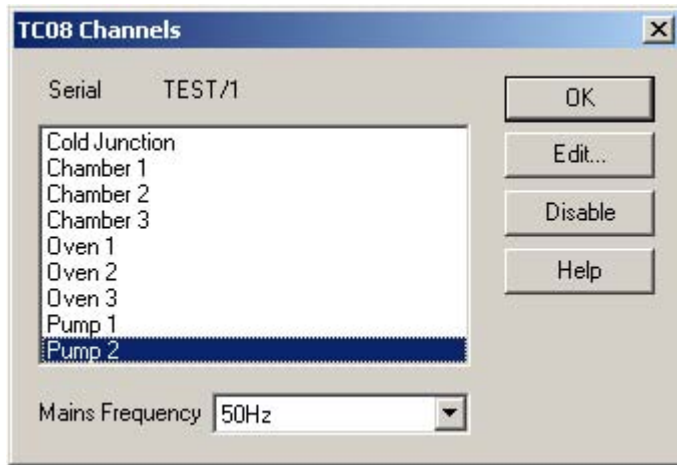 TC08 Channels
Serial TEST/1
Cold Junction
Chamber 1
Chamber 2
Chamber 3
Oven 1
Oven 2
Oven 3
Pump 1
Pump 2
Mains Frequency 50Hz
OK
Edit...
Disable
Help